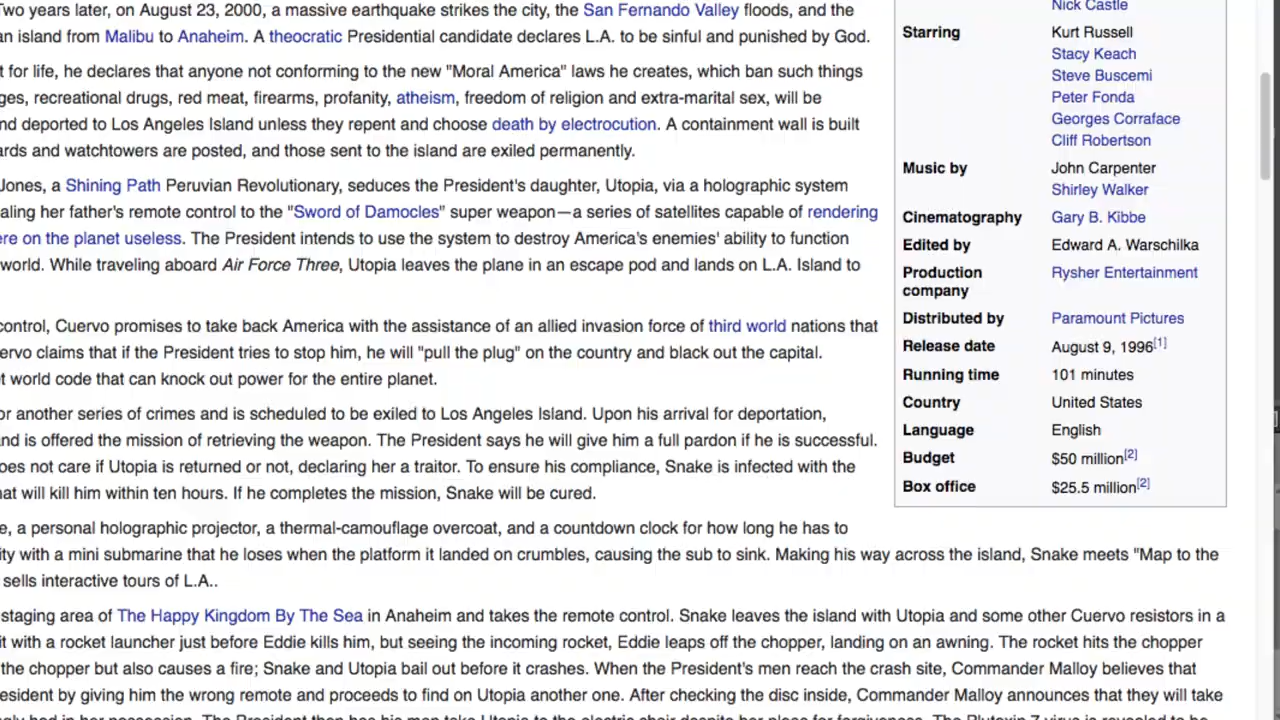 Two years later, on August 23, 2000, a massive earthquake strikes the city, the San Fernando Valley floods, and the
an island from Malibu to Anaheim. A theocratic Presidential candidate declares L.A. to be sinful and punished by God.
t for life, he declares that anyone not conforming to the new "Moral America" laws he creates, which ban such things
ges, recreational drugs, red meat, firearms, profanity, atheism, freedom of religion and extra-marital sex, will be
nd deported to Los Angeles Island unless they repent and choose death by electrocution. A containment wall is built
ards and watchtowers are posted, and those sent to the island are exiled permanently.
Jones, a Shining Path Peruvian Revolutionary, seduces the President's daughter, Utopia, via a holographic system
aling her father's remote control to the "Sword of Damocles" super weapon—a series of satellites capable of rendering
ere on the planet useless. The President intends to use the system to destroy America's enemies' ability to function
world. While traveling aboard Air Force Three, Utopia leaves the plane in an escape pod and lands on L.A. Island to
control, Cuervo promises to take back America with the assistance of an allied invasion force of third world nations that
ervo claims that if the President tries to stop him, he will "pull the plug" on the country and black out the capital.
t world code that can knock out power for the entire planet.
or another series of crimes and is scheduled to be exiled to Los Angeles Island. Upon his arrival for deportation,
nd is offered the mission of retrieving the weapon. The President says he will give him a full pardon if he is successful.
oes not care if Utopia is returned or not, declaring her a traitor. To ensure his compliance, Snake is infected with the
hat will kill him within ten hours. If he completes the mission, Snake will be cured.
e, a personal holographic projector, a thermal-camouflage overcoat, and a countdown clock for how long he has to
ity with a mini submarine that he loses when the platform it landed on crumbles, causing the sub to sink. Making his way across the island, Snake meets "Map to the
sells interactive tours of L.A..
staging area of The Happy Kingdom By The Sea in Anaheim and takes the remote control. Snake leaves the island with Utopia and some other Cuervo resistors in a
it with a rocket launcher just before Eddie kills him, but seeing the incoming rocket, Eddie leaps off the chopper, landing on an awning. The rocket hits the chopper
the chopper but also causes a fire; Snake and Utopia bail out before it crashes. When the President's men reach the crash site, Commander Malloy believes that
resident by giving him the wrong remote and proceeds to find on Utopia another one. After checking the disc inside, Commander Malloy announces that they will take
Nick Castle
Starring Kurt Russell
Stacy Keach
Steve Buscemi
Peter Fonda
Georges Corraface
Cliff Robertson
Music by John Carpenter
Shirley Walker
Cinematography Gary B. Kibbe
Edited by Edward A. Warschilka
Production Rysher Entertainment
company
Distributed by Paramount Pictures
Release date August 9, 1996[1]
Running time 101 minutes
Country United States
Language English
Budget $50 million[2]
Box office $25.5 million[2]